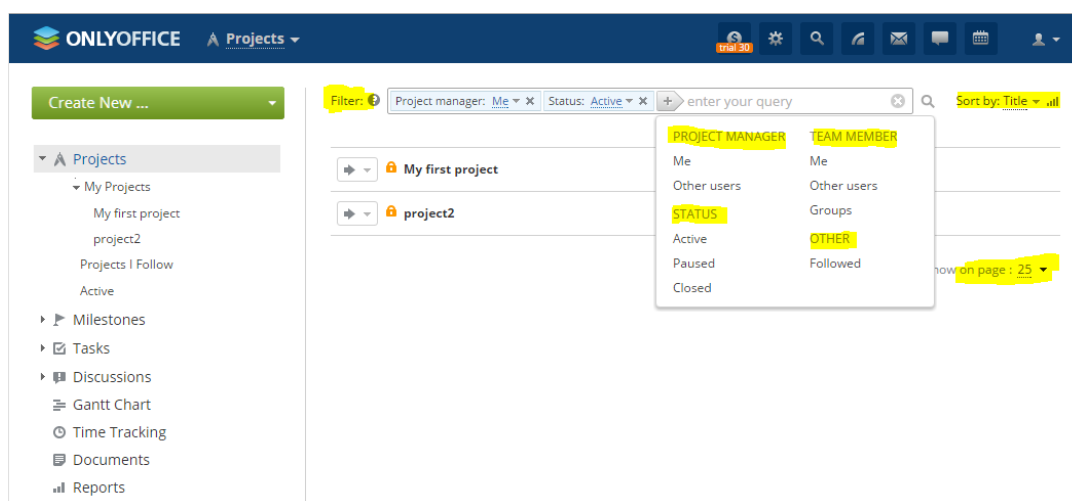 ONLYOFFICE Projects
trial 30
Create New ...
Filter: Project manager: Me Status: Active + enter your query Sort by: Title
PROJECT MANAGER TEAM MEMBER
Me Me
Other users Other users
STATUS Groups
Active OTHER
Paused Followed
Closed
Projects
My Projects
My first project
project2
Projects I Follow
Active
Milestones
Tasks
Discussions
Gantt Chart
Time Tracking
Documents
Reports
My first project
project2
on page : 25